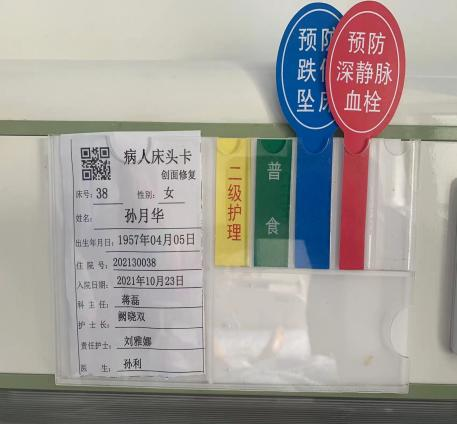 病人床头卡
创面修复
床号：38 性别：女
姓名：孙月华
出生年月日：1957年04月05日
住院号：202130038
入院日期：2021年10月23日
科主任：蒋磊
护士长：阙晓双
责任护士：刘雅娜
医生：孙利
二级护理
普食
预防
跌倒
坠床
预防
深静脉
血栓